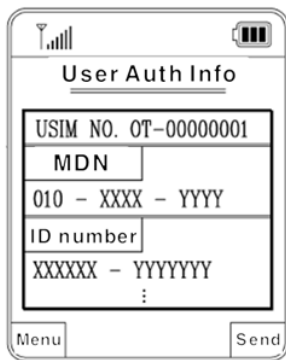 User Auth Info
USIM NO. OT-00000001
MDN
010 - XXXX - YYYY
ID number
XXXXXX - YYYYYYY
⋮
Menu
Send